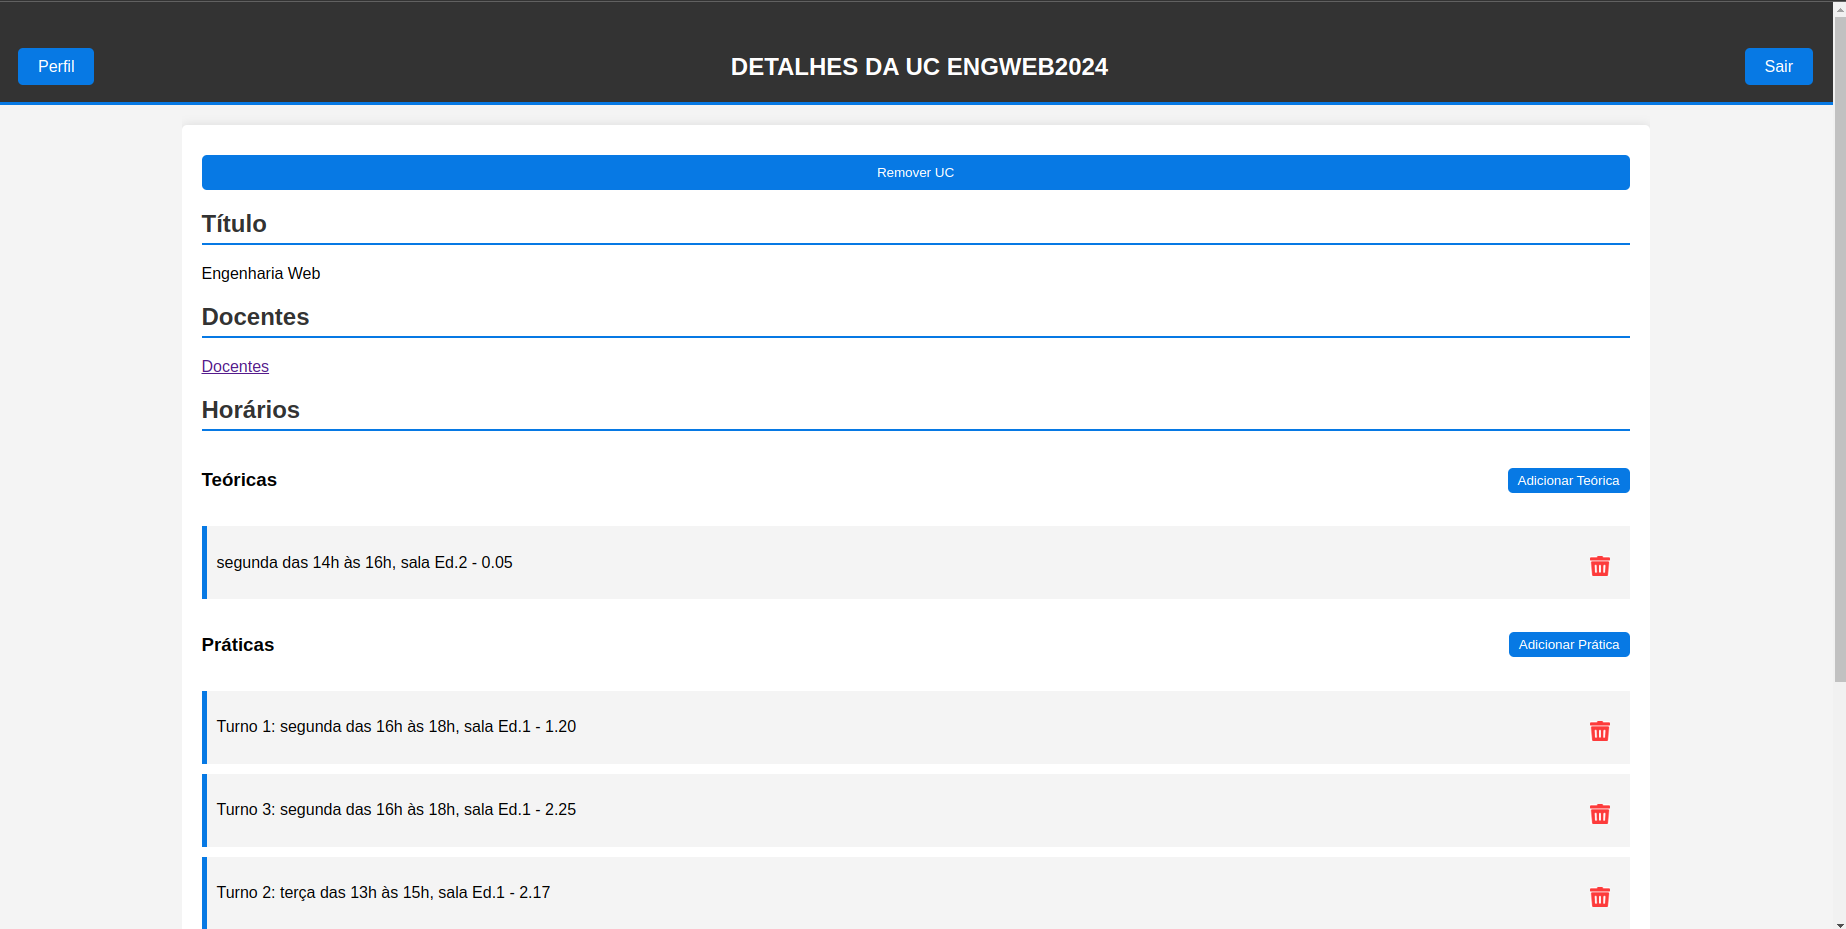 Perfil
DETALHES DA UC ENGWEB2024
Sair
Remover UC
Título
Engenharia Web
Docentes
Docentes
Horários
Teóricas
Adicionar Teórica
segunda das 14h às 16h, sala Ed.2 - 0.05
Práticas
Adicionar Prática
Turno 1: segunda das 16h às 18h, sala Ed.1 - 1.20
Turno 3: segunda das 16h às 18h, sala Ed.1 - 2.25
Turno 2: terça das 13h às 15h, sala Ed.1 - 2.17